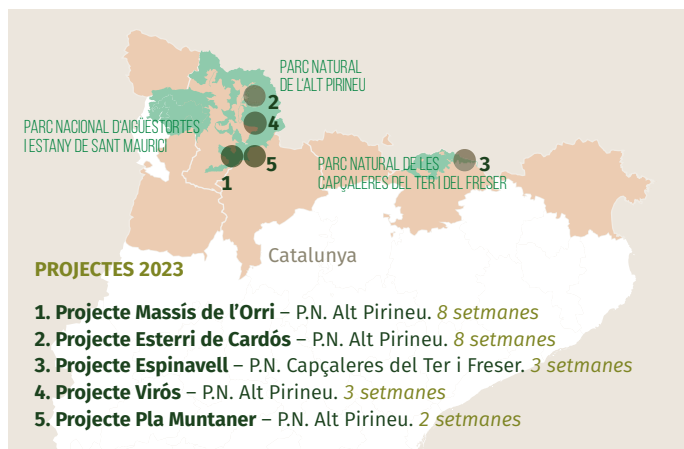 PARC NATURAL
DE L'ALT PIRINEU
2
PARC NACIONAL D'AIGÜESTORTES
I ESTANY DE SANT MAURICI
4
1
5
PARC NATURAL DE LES
CAPÇALERES DEL TER I DEL FRESER
3
Catalunya
PROJECTES 2023
1. Projecte Massís de l’Orri – P.N. Alt Pirineu. 8 setmanes
2. Projecte Esterri de Cardós – P.N. Alt Pirineu. 8 setmanes
3. Projecte Espinavell – P.N. Capçaleres del Ter i Freser. 3 setmanes
4. Projecte Virós – P.N. Alt Pirineu. 3 setmanes
5. Projecte Pla Muntaner – P.N. Alt Pirineu. 2 setmanes